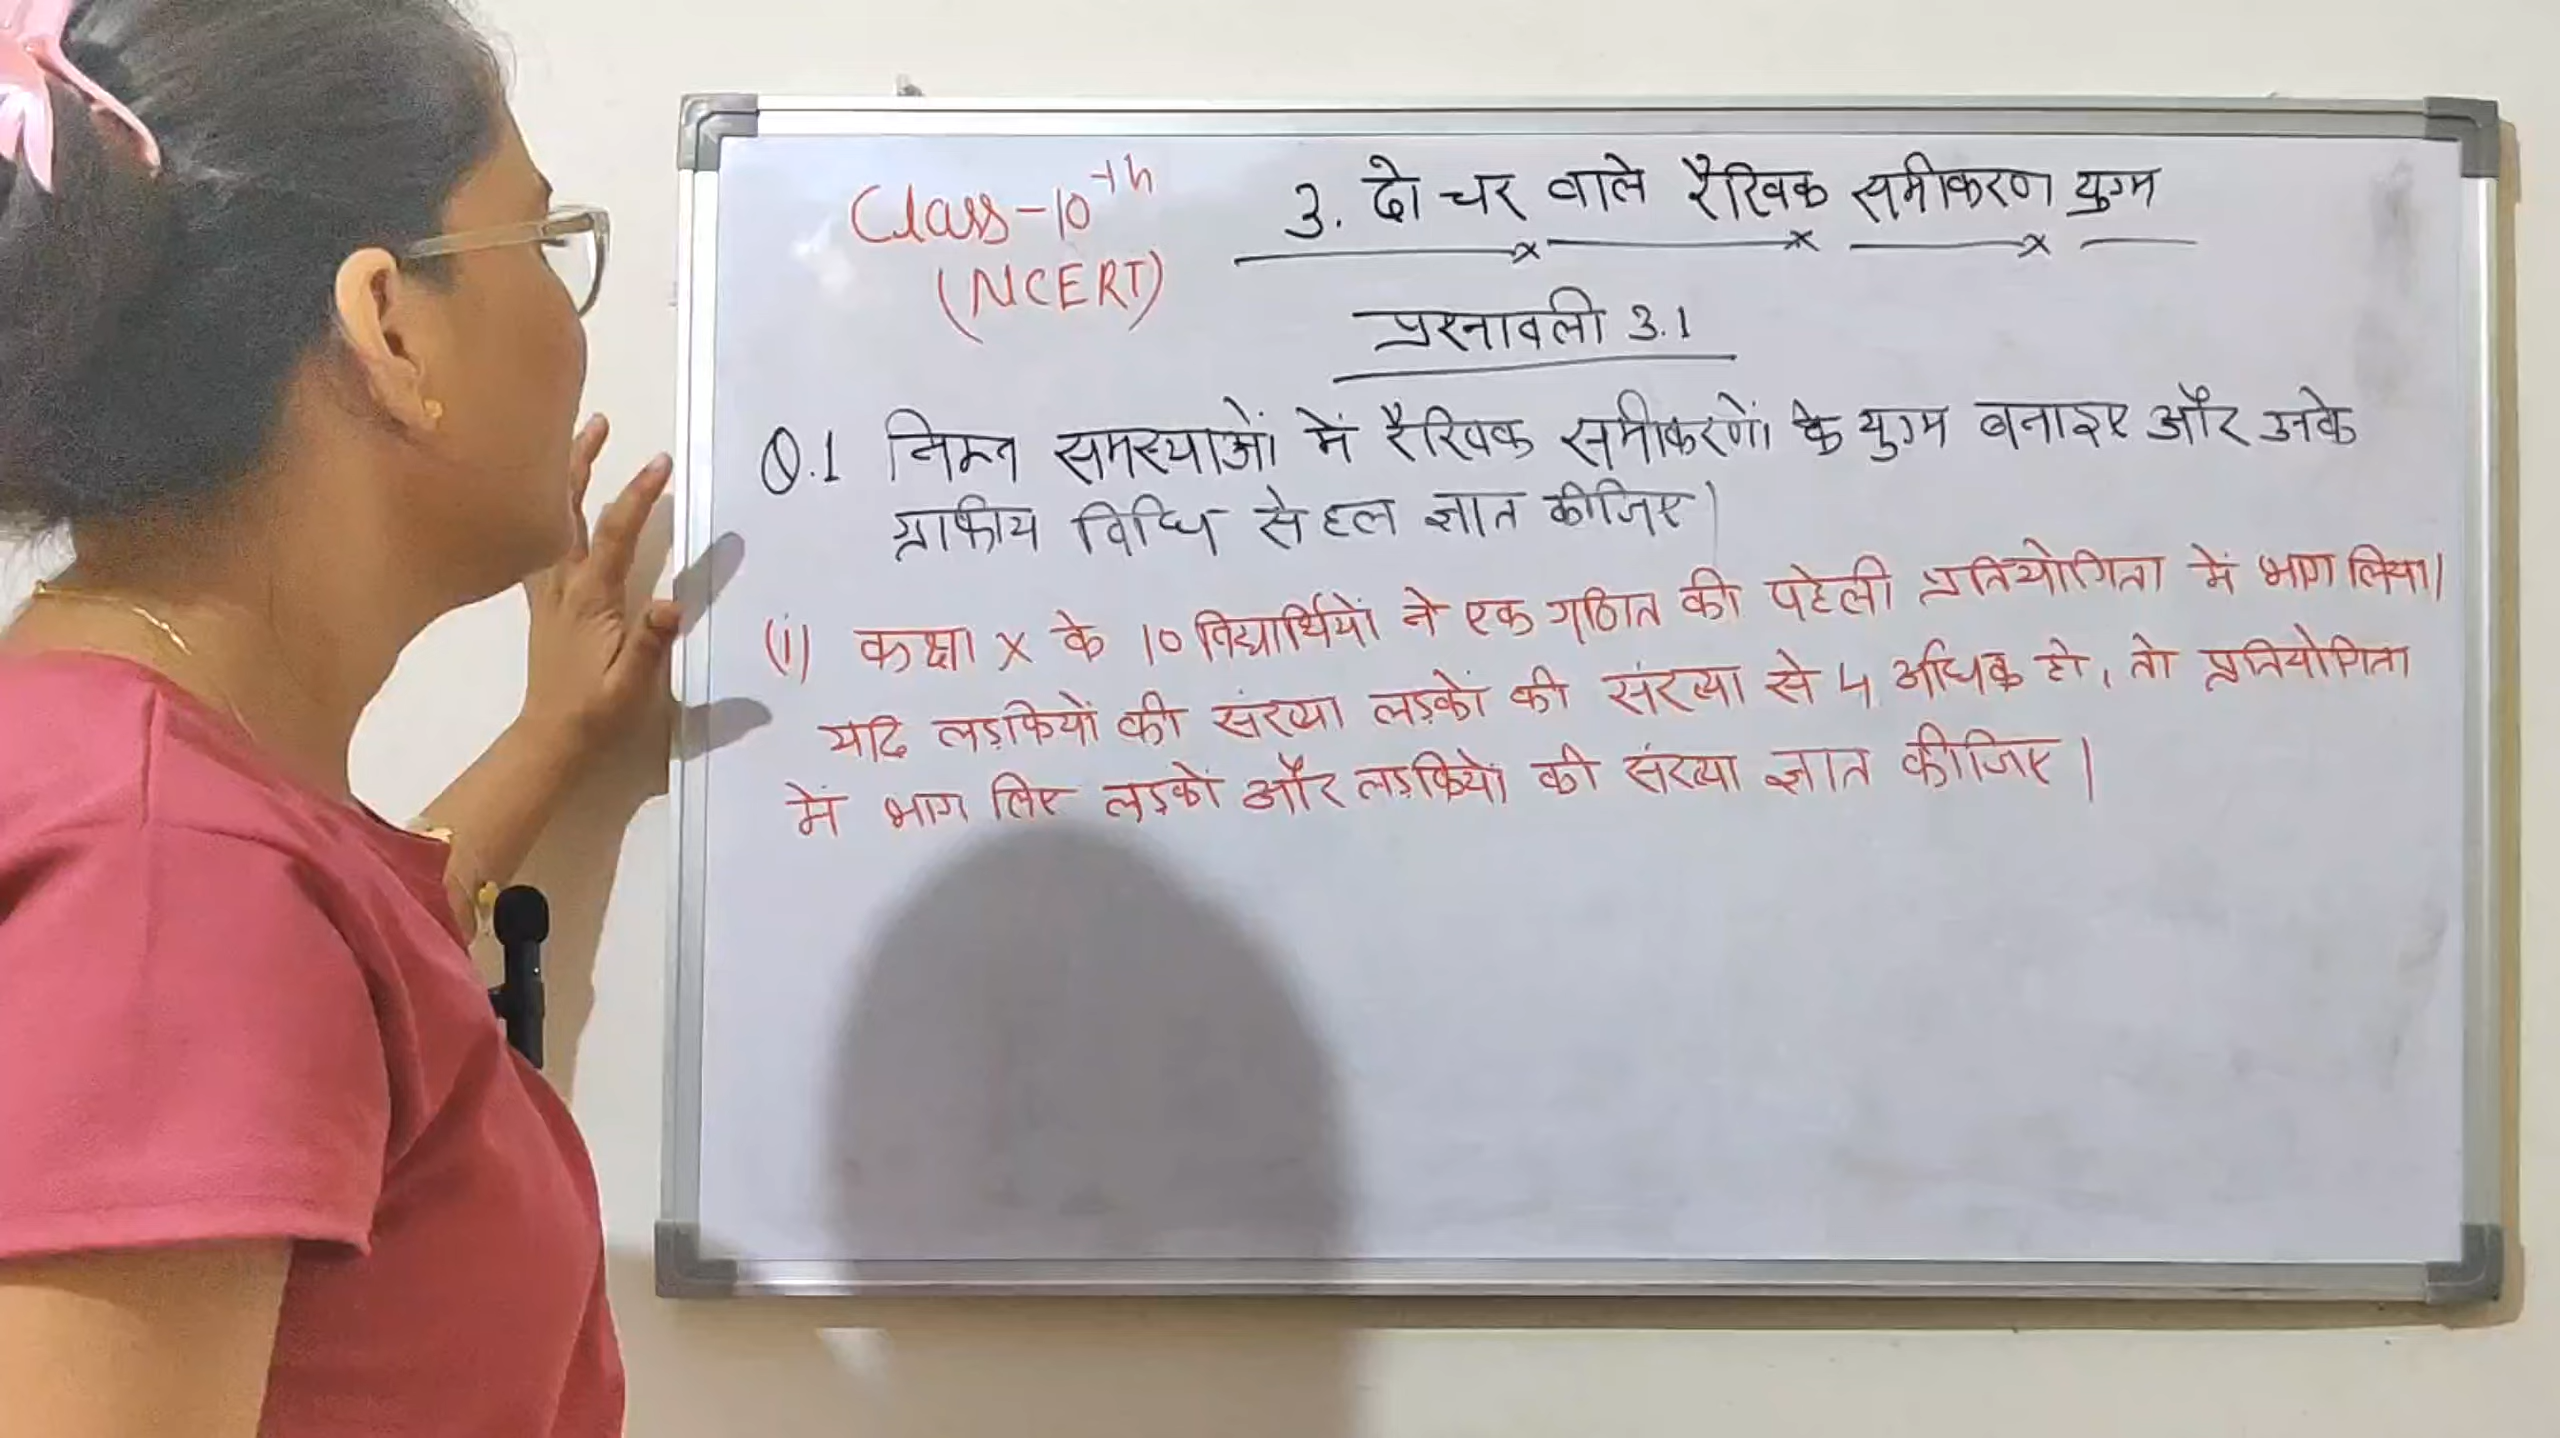 Class-10th
(NCERT)
3. दो चर वाले रैखिक समीकरण युग्म
प्रश्नावली 3.1
Q.1 निम्न समस्याओं में रैखिक समीकरणों के युग्म बनाइए और उनके
ग्राफीय विधि से हल ज्ञात कीजिए।
(i) कक्षा X के 10 विद्यार्थियों ने एक गणित की पहेली प्रतियोगिता में भाग लिया।
यदि लड़कियों की संख्या लड़कों की संख्या से 4 अधिक हो, तो प्रतियोगिता
में भाग लिए लड़कों और लड़कियों की संख्या ज्ञात कीजिए।